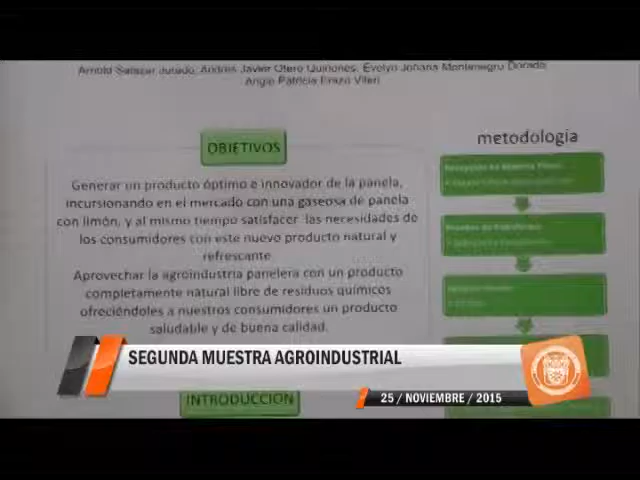 Arnold Salazar Jurado, Andres Javier Otero Quiñones, Evelyn Johana Montenegro Dorado
Angie Patricia Erazo Viteri
OBJETIVOS
Generar un producto óptimo e innovador de la panela,
incursionando en el mercado con una gaseosa de panela
con limón, y al mismo tiempo satisfacer las necesidades de
los consumidores con este nuevo producto natural y
refrescante
Aprovechar la agroindustria panelera con un producto
completamente natural libre de residuos químicos
ofreciéndoles a nuestros consumidores un producto
saludable y de buena calidad.
metodologia
SEGUNDA MUESTRA AGROINDUSTRIAL
INTRODUCCION
25 / NOVIEMBRE / 2015